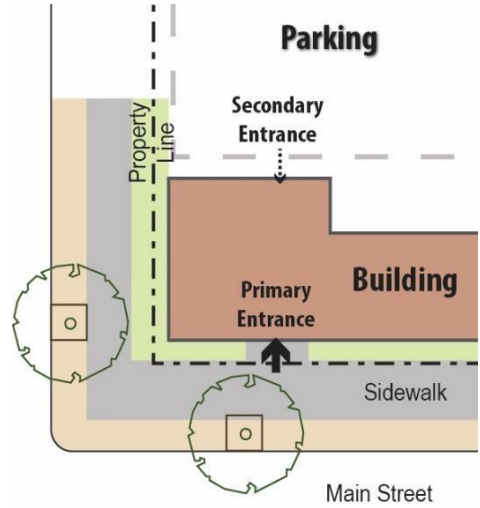 Parking
Secondary
Entrance
Property
Line
Building
Primary
Entrance
Sidewalk
Main Street